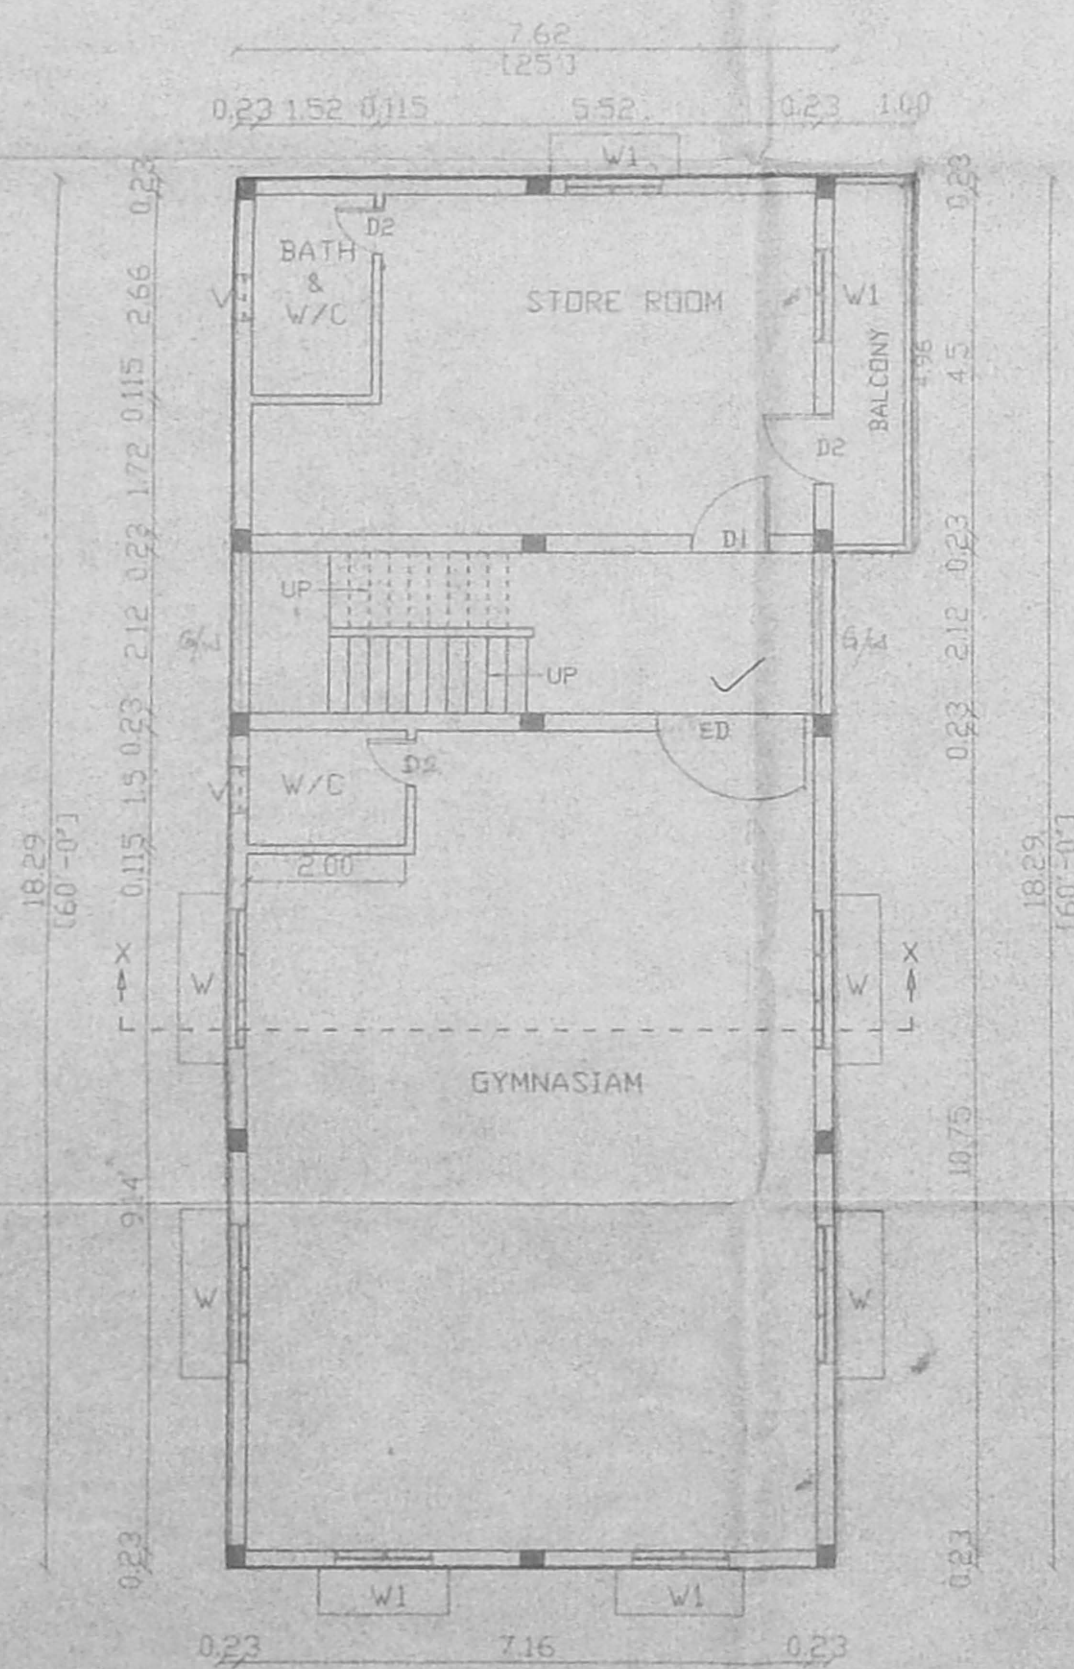 7.62
[25']
0.23 1.52 0.115 5.52 0.23 1.00
W1
0.23
0.23
D2
BATH
&
W/C
STORE ROOM
W1
V
2.66
BALCONY
4.96
4.5
0.115
D2
1.72
D1
0.23
0.23
UP
2.12
G/W
G/W
2.12
UP
0.23
0.23
ED
D2
W/C
V
1.5
0.115
2.00
18.29
[60'-0"]
18.29
[60'-0"]
X
X
W
W
GYMNASIAM
10.75
9.14
W
W
0.23
0.23
W1
W1
0.23 7.16 0.23